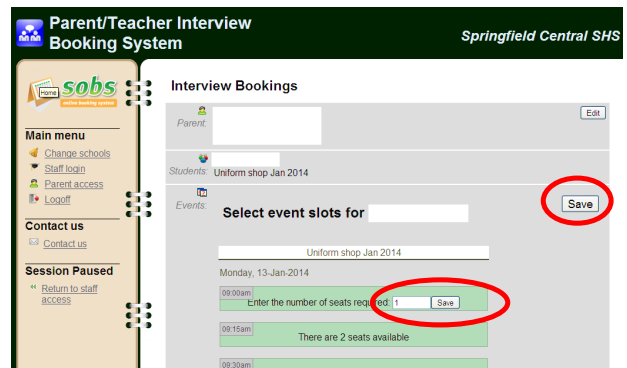 Parent/Teacher Interview
Booking System
Springfield Central SHS
Home
sobs
online booking system
Main menu
Change schools
Staff login
Parent access
Logoff
Contact us
Contact us
Session Paused
Return to staff
access
Interview Bookings
Parent:
Edit
Students: Uniform shop Jan 2014
Events:
Select event slots for
Save
Uniform shop Jan 2014
Monday, 13-Jan-2014
09:00am
Enter the number of seats required: 1 Save
09:15am
There are 2 seats available
09:30am